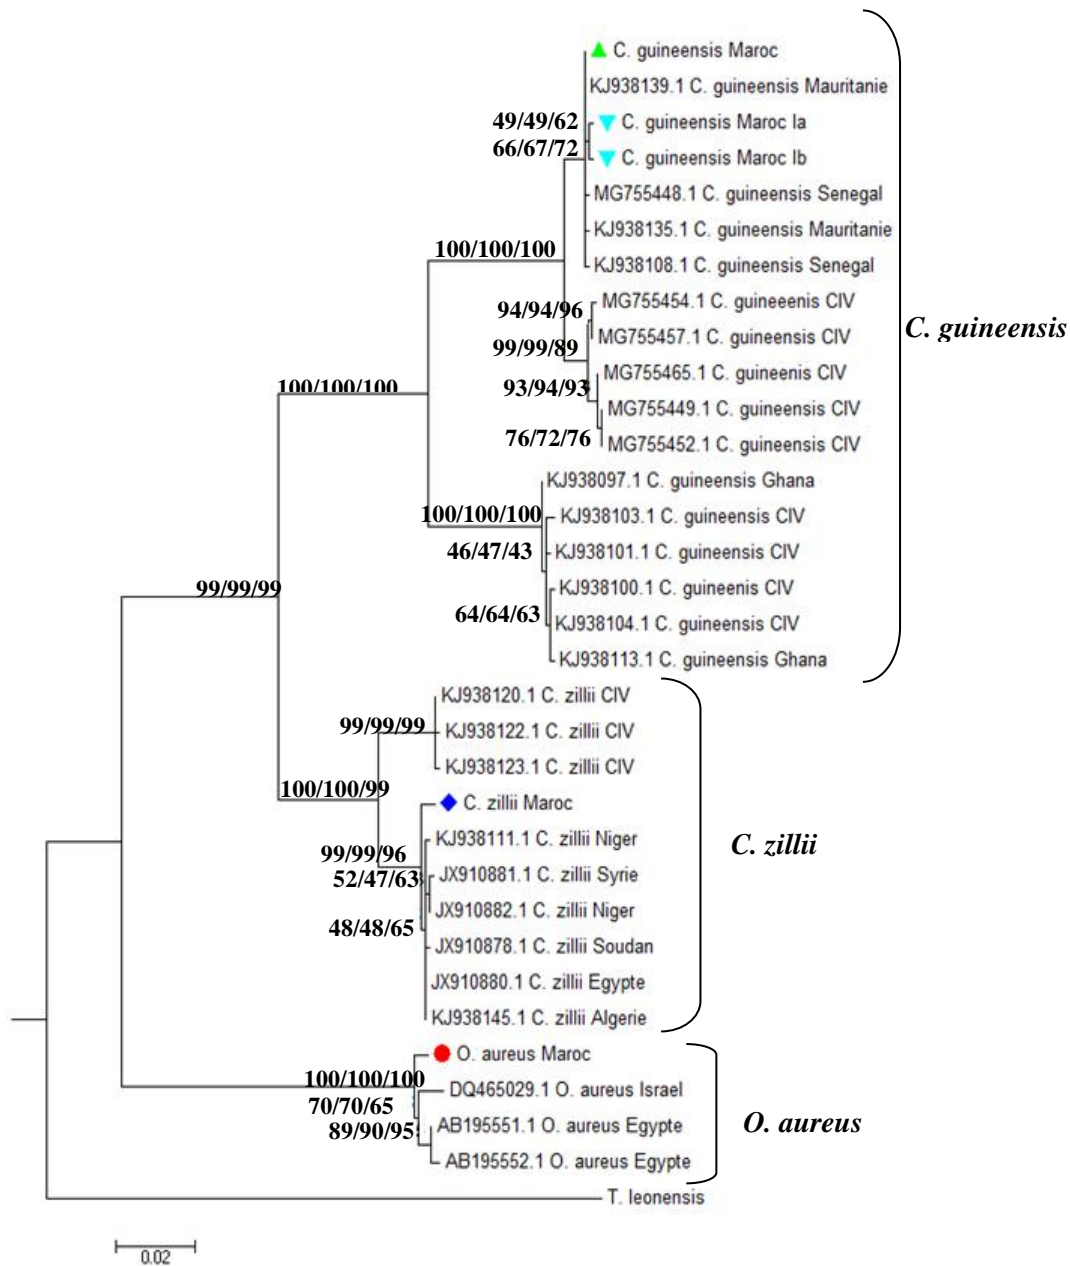 C. guineensis Maroc
KJ938139.1 C. guineensis Mauritanie
49/49/62
C. guineensis Maroc Ia
66/67/72
C. guineensis Maroc Ib
MG755448.1 C. guineensis Senegal
KJ938135.1 C. guineensis Mauritanie
100/100/100
KJ938108.1 C. guineensis Senegal
94/94/96
MG755454.1 C. guineeenis CIV
C. guineensis
99/99/89
MG755457.1 C. guineensis CIV
MG755465.1 C. guineenis CIV
100/100/100
93/94/93
MG755449.1 C. guineensis CIV
76/72/76
MG755452.1 C. guineensis CIV
KJ938097.1 C. guineensis Ghana
100/100/100
KJ938103.1 C. guineensis CIV
46/47/43
KJ938101.1 C. guineensis CIV
99/99/99
KJ938100.1 C. guineenis CIV
64/64/63
KJ938104.1 C. guineensis CIV
KJ938113.1 C. guineensis Ghana
KJ938120.1 C. zillii CIV
99/99/99
KJ938122.1 C. zillii CIV
KJ938123.1 C. zillii CIV
100/100/99
C. zillii Maroc
KJ938111.1 C. zillii Niger
C. zillii
99/99/96
52/47/63
JX910881.1 C. zillii Syrie
JX910882.1 C. zillii Niger
48/48/65
JX910878.1 C. zillii Soudan
JX910880.1 C. zillii Egypte
KJ938145.1 C. zillii Algerie
O. aureus Maroc
100/100/100
DQ465029.1 O. aureus Israel
70/70/65
AB195551.1 O. aureus Egypte
O. aureus
89/90/95
AB195552.1 O. aureus Egypte
T. leonensis
0.02